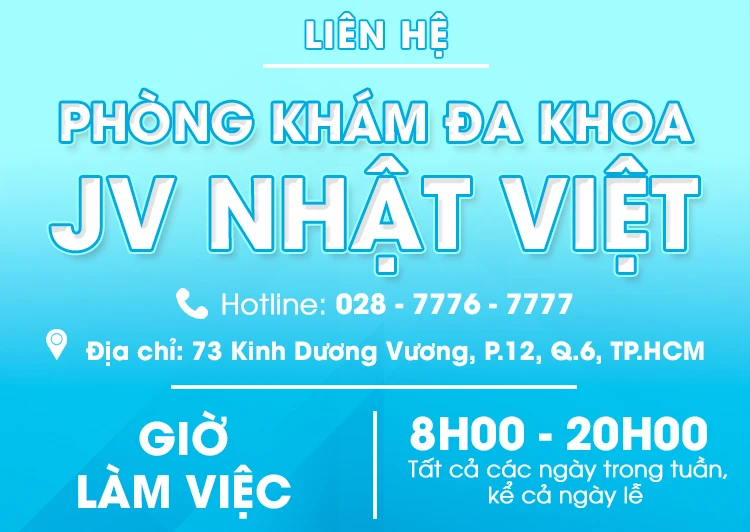 LIÊN HỆ
PHÒNG KHÁM ĐA KHOA
JV NHẬT VIỆT
Hotline: 028 - 7776 - 7777
Địa chỉ: 73 Kinh Dương Vương, P.12, Q.6, TP.HCM
GIỜ
LÀM VIỆC
8H00 - 20H00
Tất cả các ngày trong tuần,
kể cả ngày lễ